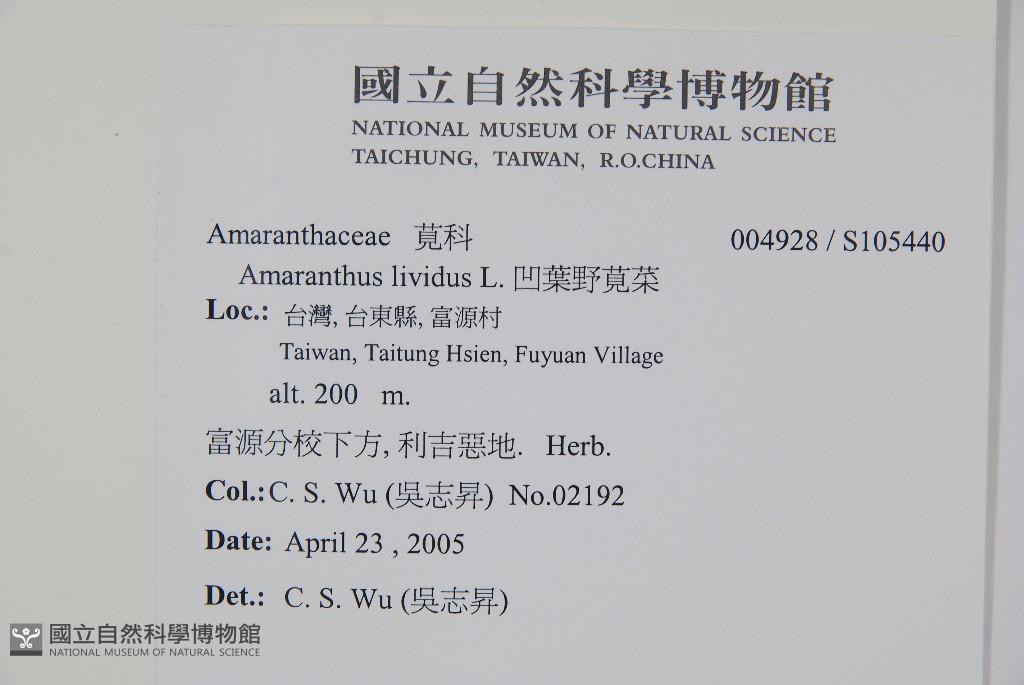 國立自然科學博物館
NATIONAL MUSEUM OF NATURAL SCIENCE
TAICHUNG, TAIWAN, R.O.CHINA
Amaranthaceae 莧科 004928 / S105440
Amaranthus lividus L. 凹葉野莧菜
Loc.: 台灣, 台東縣, 富源村
Taiwan, Taitung Hsien, Fuyuan Village
alt. 200 m.
富源分校下方, 利吉惡地. Herb.
Col.: C. S. Wu (吳志昇) No.02192
Date: April 23 , 2005
Det.: C. S. Wu (吳志昇)
國立自然科學博物館
NATIONAL MUSEUM OF NATURAL SCIENCE